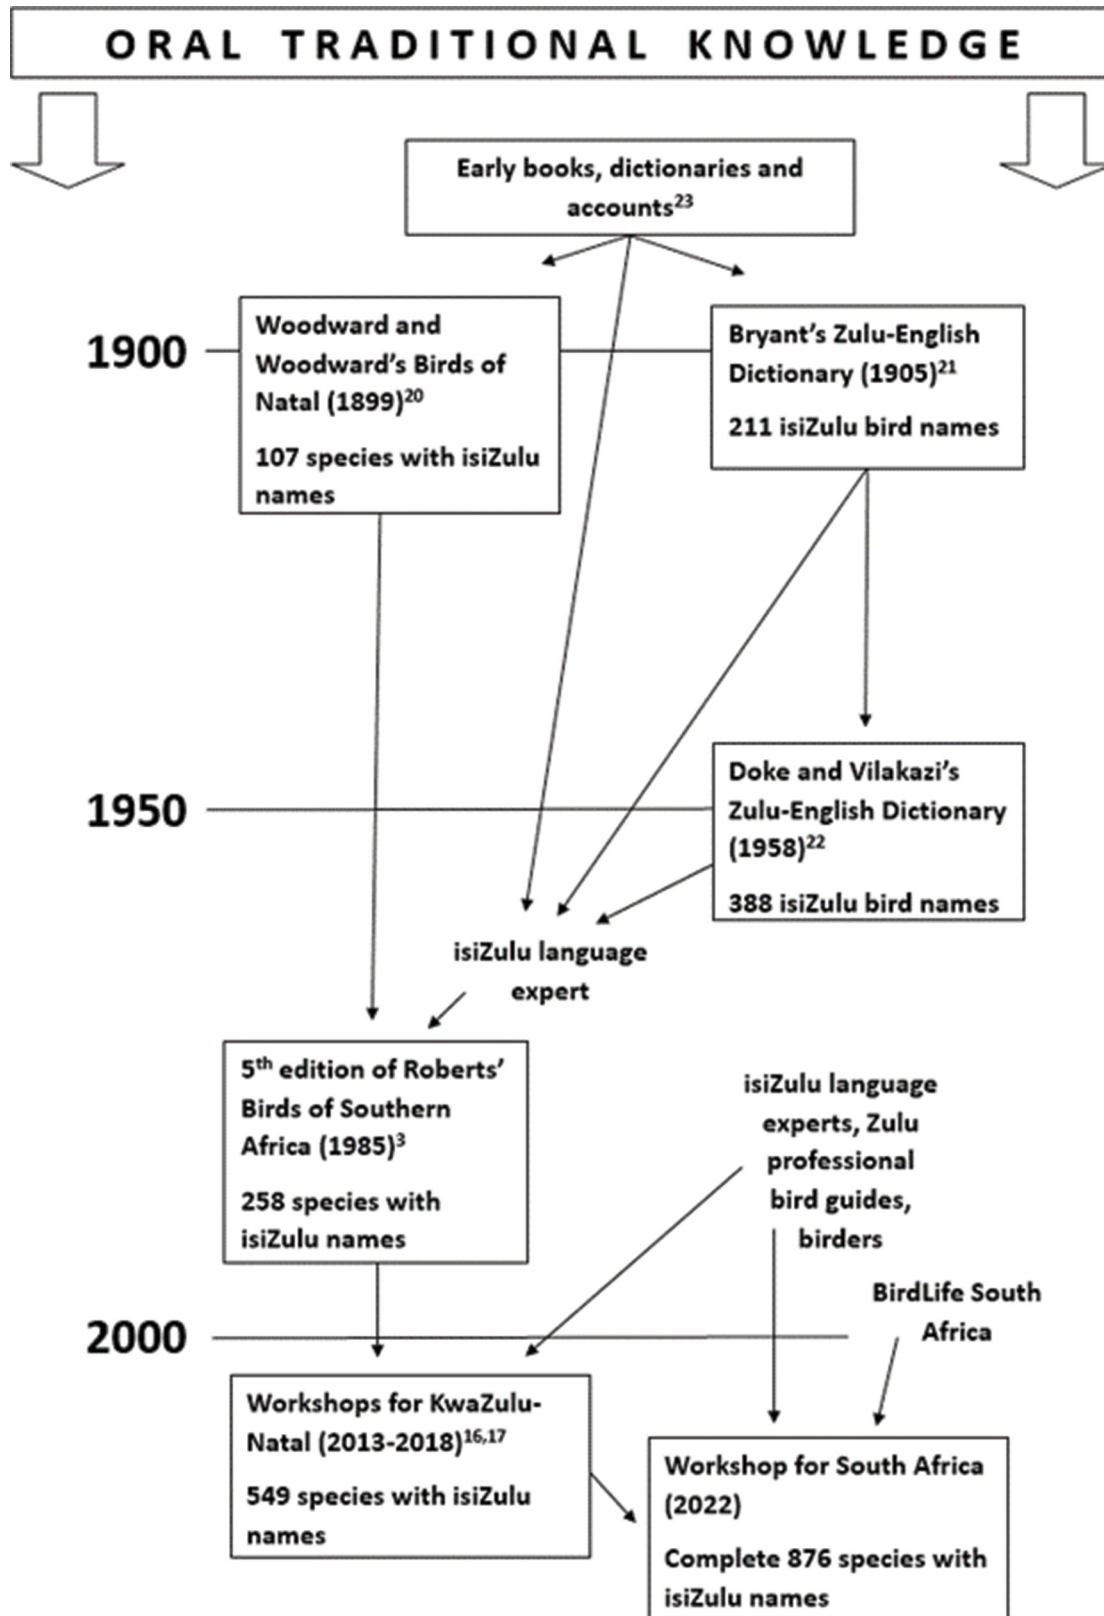 ORAL TRADITIONAL KNOWLEDGE
Early books, dictionaries and
accounts23
1900
Woodward and
Woodward's Birds of
Natal (1899)20
107 species with isiZulu
names
Bryant's Zulu-English
Dictionary (1905)21
211 isiZulu bird names
1950
Doke and Vilakazi's
Zulu-English Dictionary
(1958)22
388 isiZulu bird names
isiZulu language
expert
5th edition of Roberts'
Birds of Southern
Africa (1985)3
258 species with
isiZulu names
isiZulu language
experts, Zulu
professional
bird guides,
birders
BirdLife South
Africa
2000
Workshops for KwaZulu-
Natal (2013-2018)16,17
549 species with isiZulu
names
Workshop for South Africa
(2022)
Complete 876 species with
isiZulu names